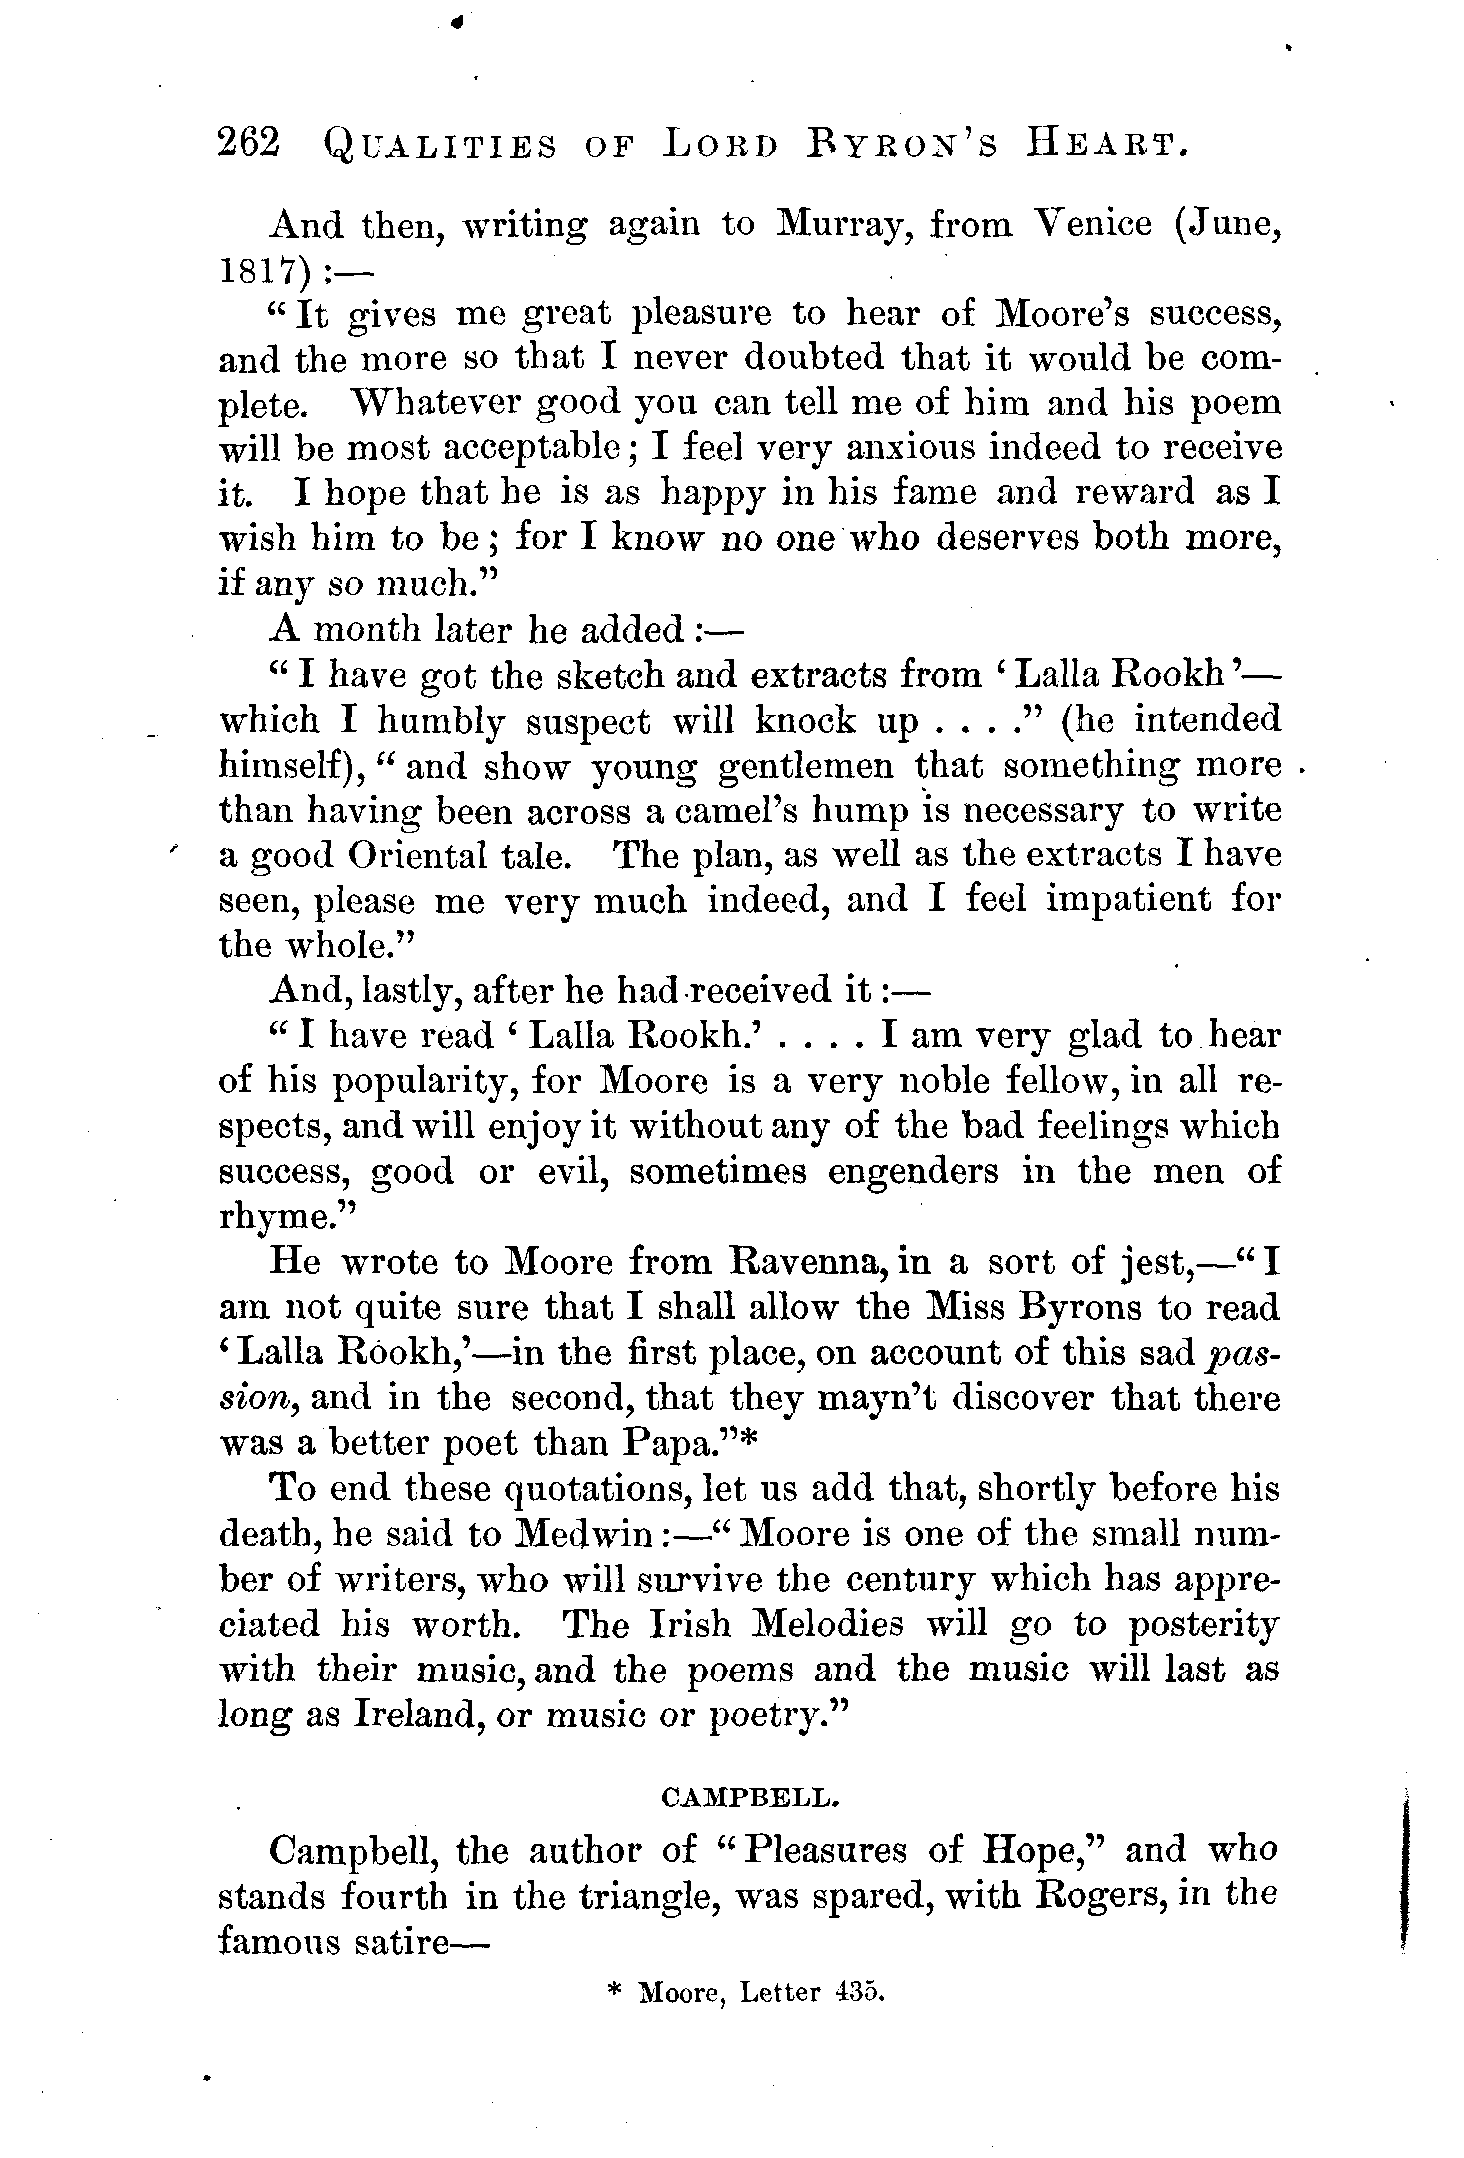 262 Qualities of Lord Byron's Heart.
And then, writing again to Murray, from Venice (June,
1817) :—
“It gives me great pleasure to hear of Moore's success,
and the more so that I never doubted that it would be com-
plete. Whatever good you can tell me of him and his poem
will be most acceptable; I feel very anxious indeed to receive
it. I hope that he is as happy in his fame and reward as I
wish him to be; for I know no one who deserves both more,
if any so much.”
A month later he added :—
“I have got the sketch and extracts from ‘Lalla Rookh’—
which I humbly suspect will knock up . . . .” (he intended
himself), “and show young gentlemen that something more
than having been across a camel's hump is necessary to write
a good Oriental tale. The plan, as well as the extracts I have
seen, please me very much indeed, and I feel impatient for
the whole.”
And, lastly, after he had received it :—
“I have read ‘Lalla Rookh.’ . . . . I am very glad to hear
of his popularity, for Moore is a very noble fellow, in all re-
spects, and will enjoy it without any of the bad feelings which
success, good or evil, sometimes engenders in the men of
rhyme.”
He wrote to Moore from Ravenna, in a sort of jest,—“I
am not quite sure that I shall allow the Miss Byrons to read
‘Lalla Rookh,’—in the first place, on account of this sad pas-
sion, and in the second, that they mayn't discover that there
was a better poet than Papa.”*
To end these quotations, let us add that, shortly before his
death, he said to Medwin :—“Moore is one of the small num-
ber of writers, who will survive the century which has appre-
ciated his worth. The Irish Melodies will go to posterity
with their music, and the poems and the music will last as
long as Ireland, or music or poetry.”
CAMPBELL.
Campbell, the author of “Pleasures of Hope,” and who
stands fourth in the triangle, was spared, with Rogers, in the
famous satire—
* Moore, Letter 435.